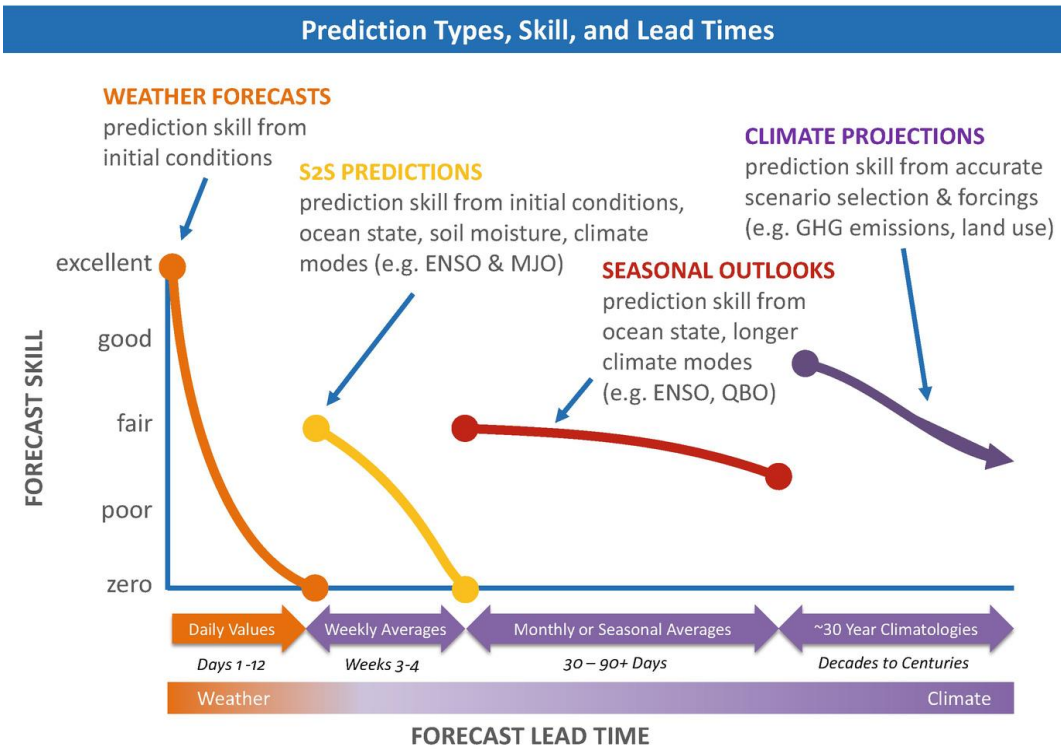 Prediction Types, Skill, and Lead Times
WEATHER FORECASTS
prediction skill from
initial conditions
S2S PREDICTIONS
prediction skill from initial conditions,
ocean state, soil moisture, climate
modes (e.g. ENSO & MJO)
CLIMATE PROJECTIONS
prediction skill from accurate
scenario selection & forcings
(e.g. GHG emissions, land use)
SEASONAL OUTLOOKS
prediction skill from
ocean state, longer
climate modes
(e.g. ENSO, QBO)
FORECAST SKILL
excellent
good
fair
poor
zero
Daily Values
Weekly Averages
Monthly or Seasonal Averages
~30 Year Climatologies
Days 1 -12
Weeks 3-4
30 – 90+ Days
Decades to Centuries
Weather
Climate
FORECAST LEAD TIME